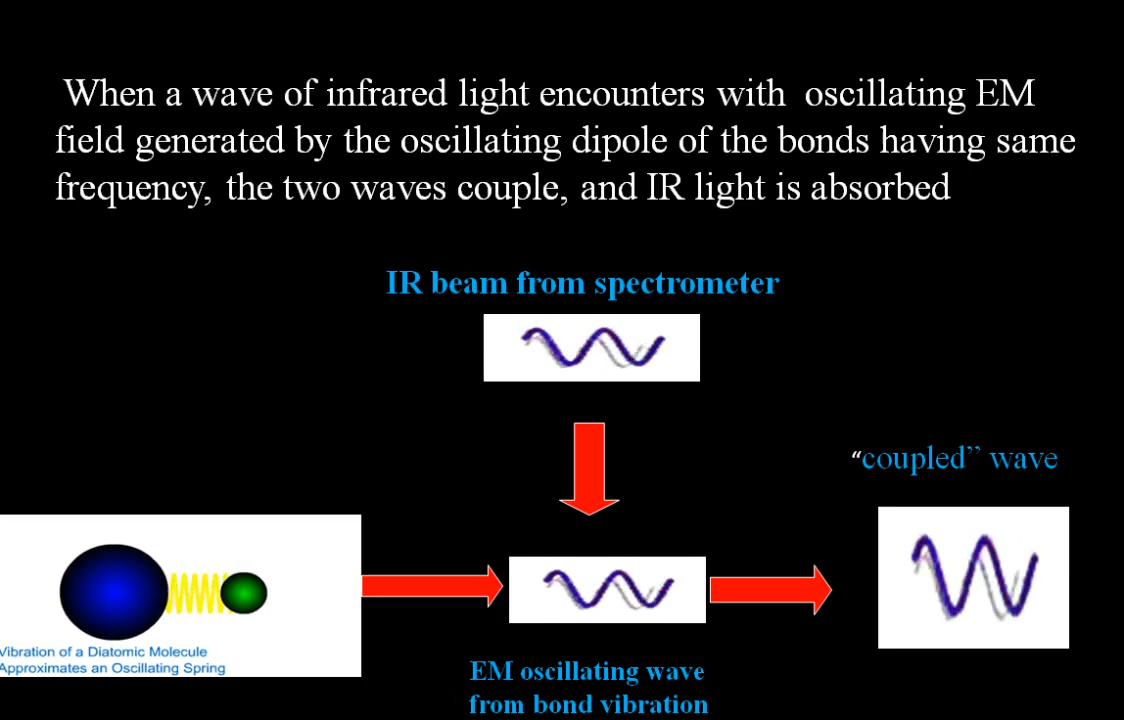 When a wave of infrared light encounters with oscillating EM
field generated by the oscillating dipole of the bonds having same
frequency, the two waves couple, and IR light is absorbed
IR beam from spectrometer
“coupled” wave
Vibration of a Diatomic Molecule
Approximates an Oscillating Spring
EM oscillating wave
from bond vibration